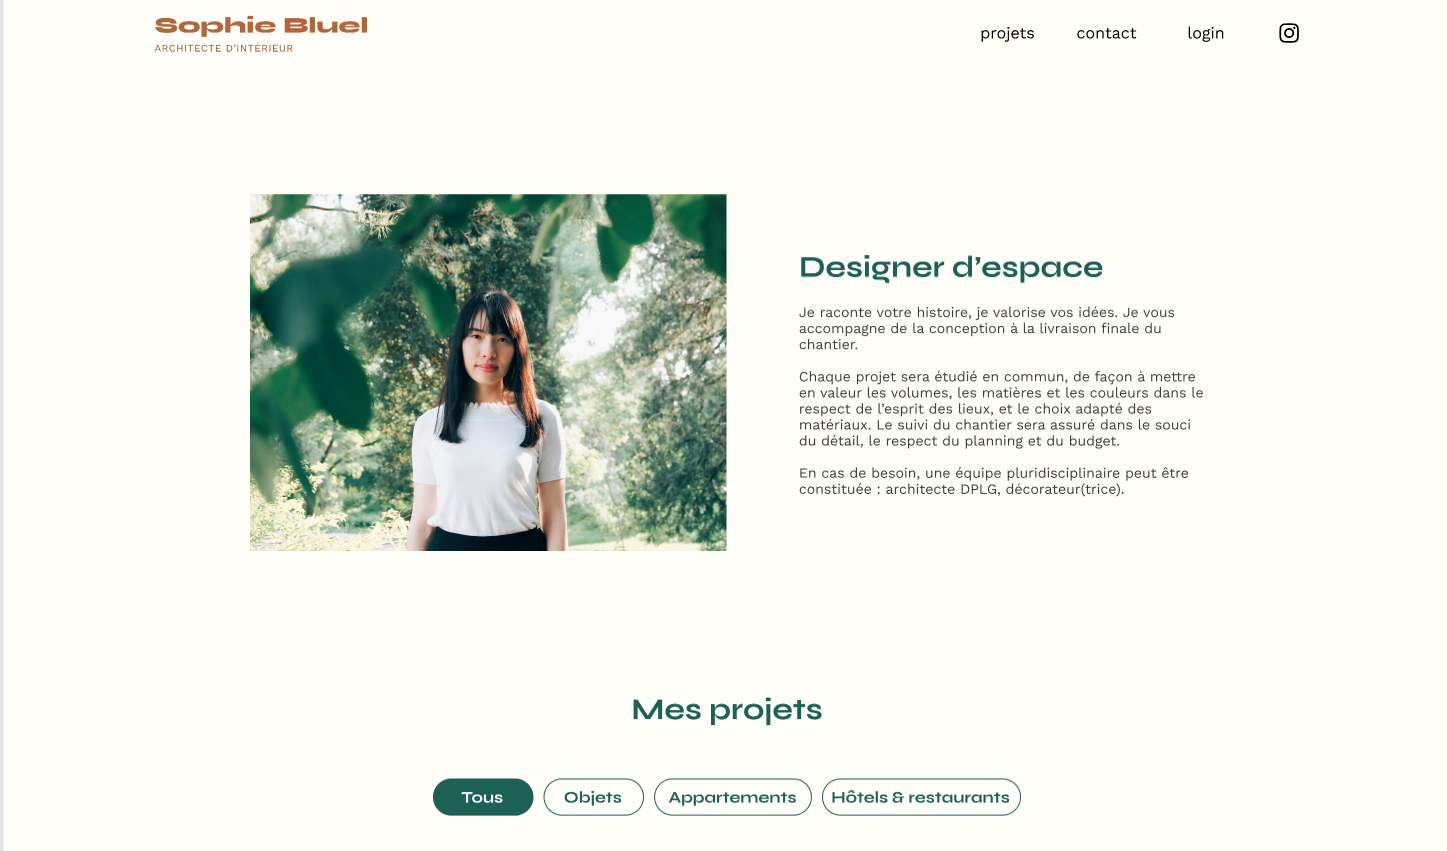 Sophie Bluel
ARCHITECTE D'INTÉRIEUR
projets
contact
login
Designer d’espace
Je raconte votre histoire, je valorise vos idées. Je vous
accompagne de la conception à la livraison finale du
chantier.
Chaque projet sera étudié en commun, de façon à mettre
en valeur les volumes, les matières et les couleurs dans le
respect de l’esprit des lieux, et le choix adapté des
matériaux. Le suivi du chantier sera assuré dans le souci
du détail, le respect du planning et du budget.
En cas de besoin, une équipe pluridisciplinaire peut être
constituée : architecte DPLG, décorateur(trice).
Mes projets
Tous
Objets
Appartements
Hôtels & restaurants